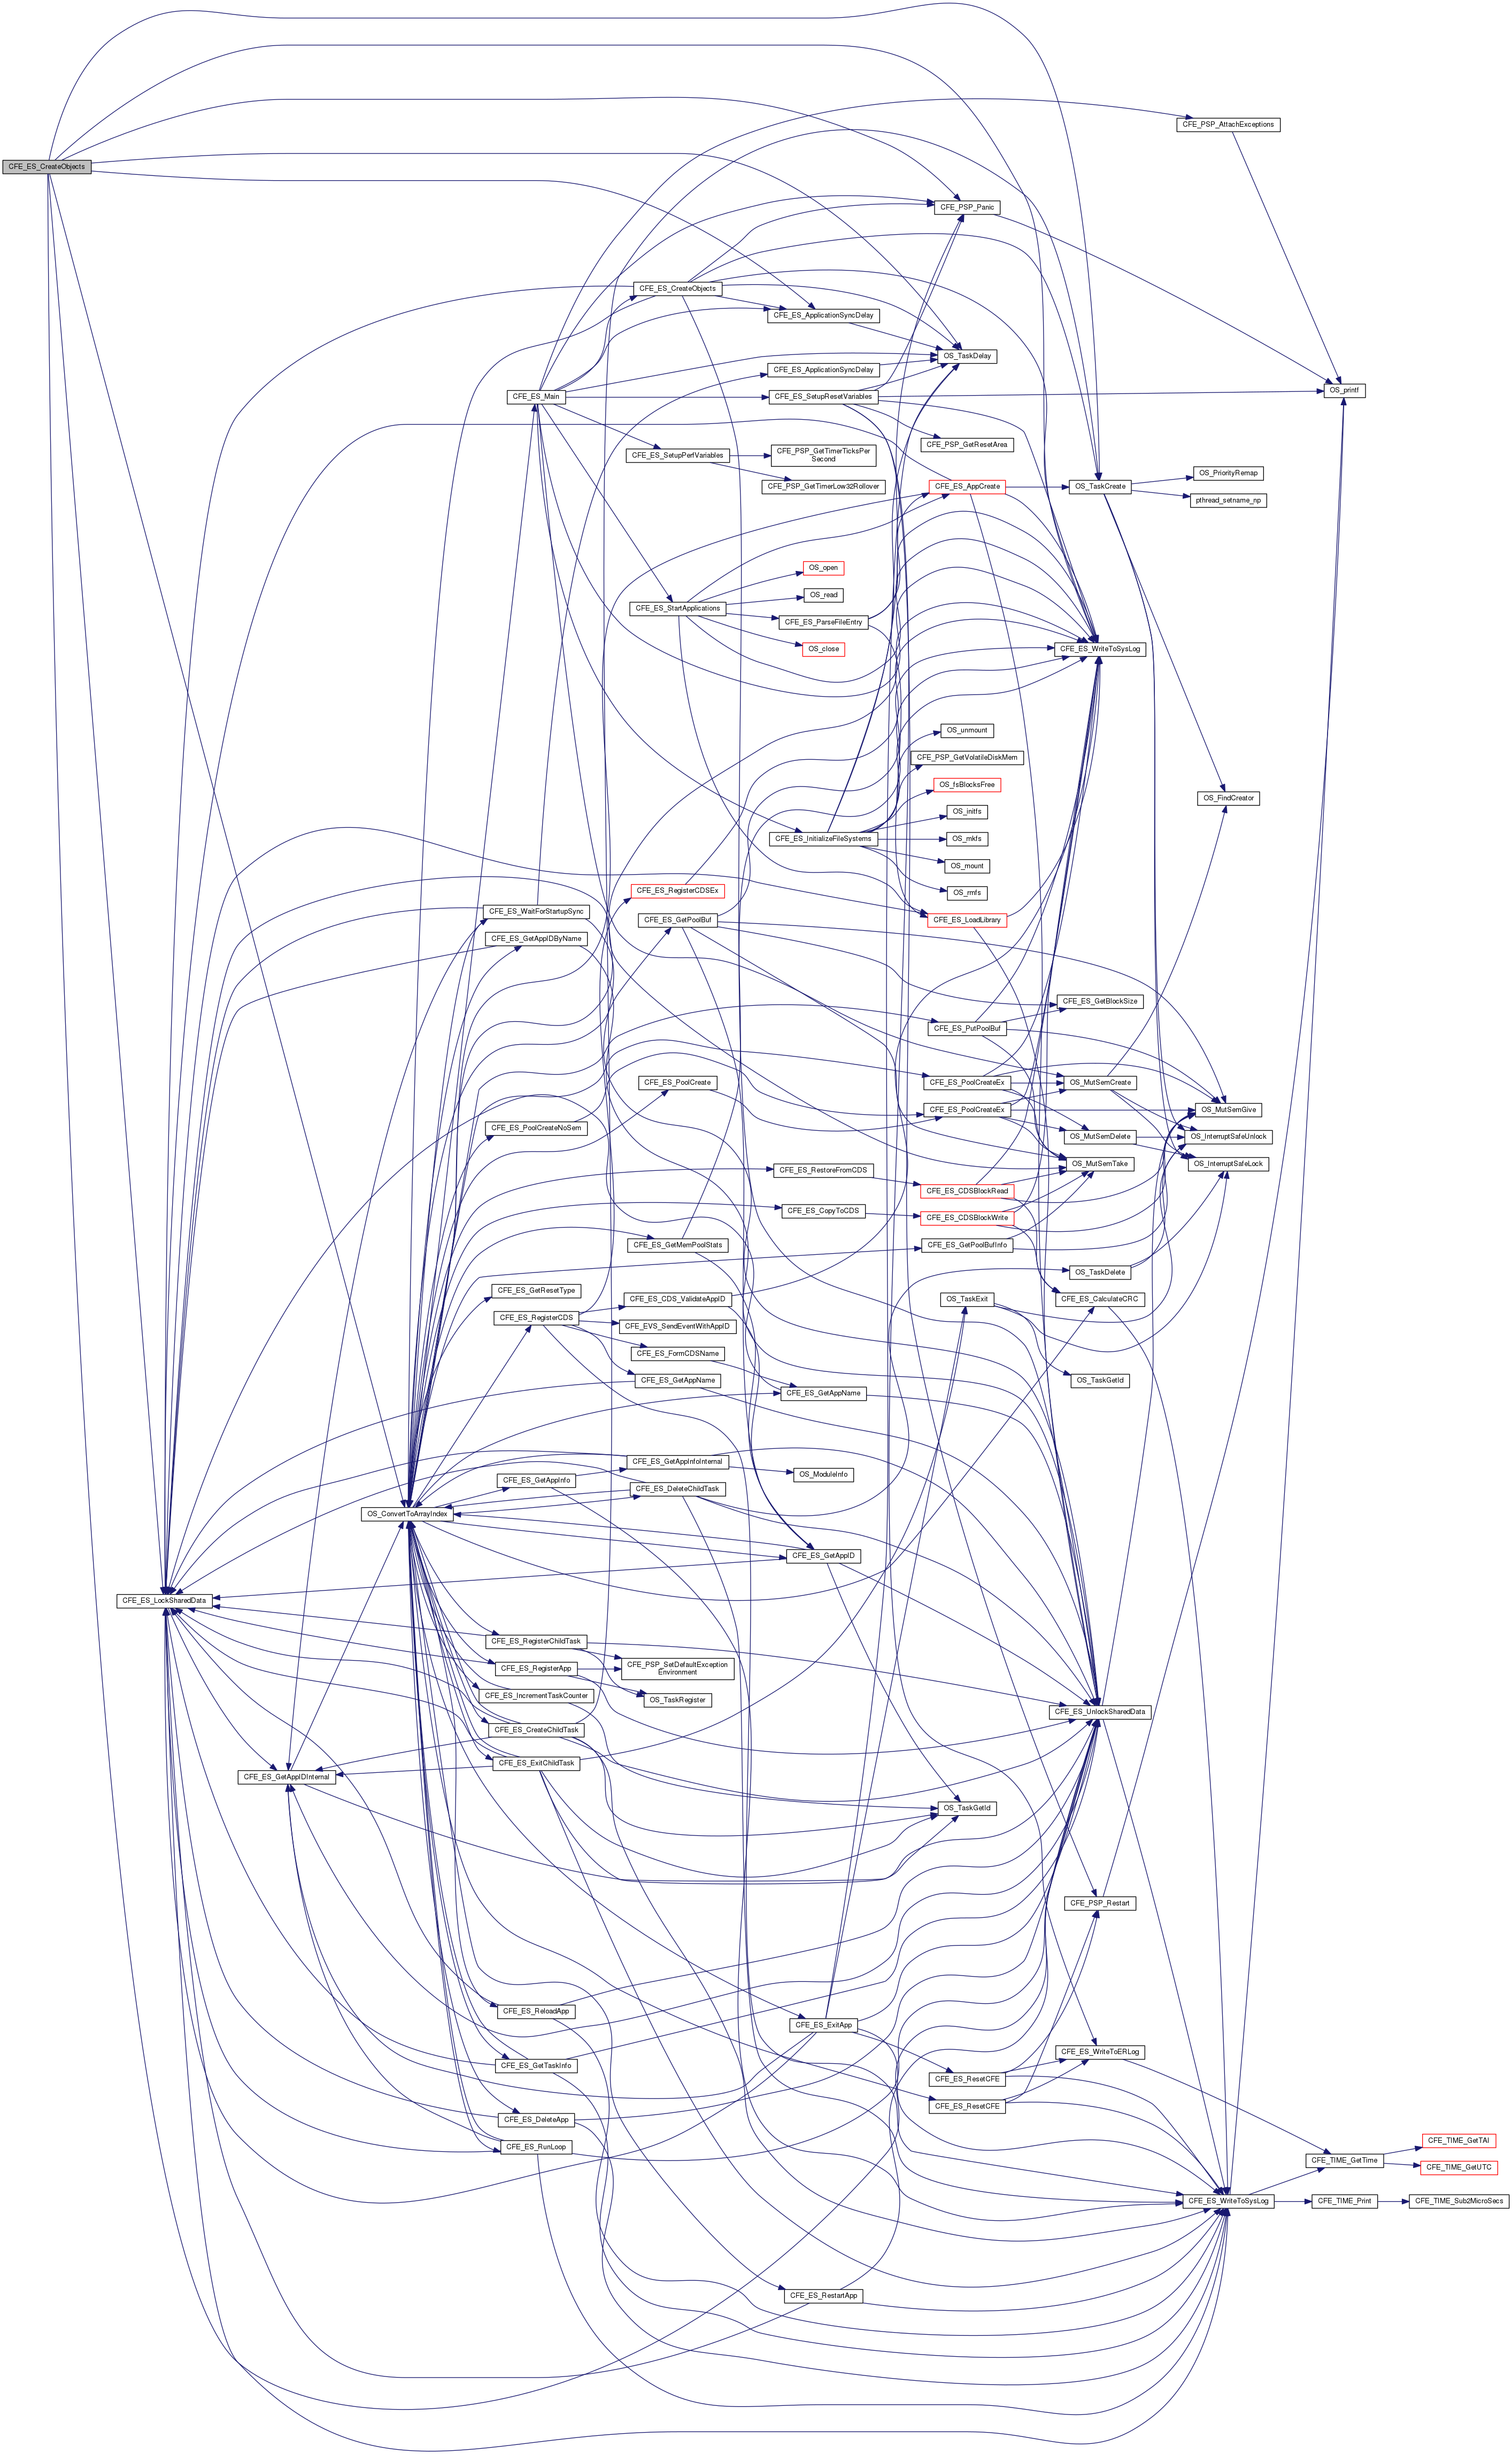 CFE_PSP_AttachExceptions
CFE_ES_CreateObjects
CFE_PSP_Panic
CFE_ES_CreateObjects
CFE_ES_ApplicationSyncDelay
OS_TaskDelay
CFE_ES_ApplicationSyncDelay
OS_printf
CFE_ES_Main
CFE_ES_SetupResetVariables
CFE_PSP_GetResetArea
CFE_ES_SetupPerfVariables
CFE_PSP_GetTimerTicksPer
Second
OS_PriorityRemap
CFE_PSP_GetTimerLow32Rollover
CFE_ES_AppCreate
OS_TaskCreate
pthread_setname_np
OS_open
OS_read
CFE_ES_StartApplications
CFE_ES_ParseFileEntry
OS_close
CFE_ES_WriteToSysLog
OS_unmount
CFE_PSP_GetVolatileDiskMem
OS_fsBlocksFree
OS_FindCreator
OS_initfs
CFE_ES_InitializeFileSystems
OS_mkfs
OS_mount
OS_rmfs
CFE_ES_RegisterCDSEx
CFE_ES_WaitForStartupSync
CFE_ES_GetPoolBuf
CFE_ES_LoadLibrary
CFE_ES_GetAppIDByName
CFE_ES_GetBlockSize
CFE_ES_PutPoolBuf
CFE_ES_PoolCreate
CFE_ES_PoolCreateEx
OS_MutSemCreate
CFE_ES_PoolCreateEx
OS_MutSemGive
CFE_ES_PoolCreateNoSem
OS_MutSemDelete
OS_InterruptSafeUnlock
CFE_ES_RestoreFromCDS
OS_MutSemTake
OS_InterruptSafeLock
CFE_ES_CDSBlockRead
CFE_ES_CopyToCDS
CFE_ES_CDSBlockWrite
CFE_ES_GetMemPoolStats
CFE_ES_GetPoolBufInfo
OS_TaskDelete
CFE_ES_GetResetType
CFE_ES_CDS_ValidateAppID
OS_TaskExit
CFE_ES_CalculateCRC
CFE_ES_RegisterCDS
CFE_EVS_SendEventWithAppID
CFE_ES_FormCDSName
CFE_ES_GetAppName
OS_TaskGetId
CFE_ES_GetAppName
CFE_ES_GetAppInfoInternal
OS_ModuleInfo
CFE_ES_GetAppInfo
CFE_ES_DeleteChildTask
OS_ConvertToArrayIndex
CFE_ES_GetAppID
CFE_ES_LockSharedData
CFE_ES_RegisterChildTask
CFE_ES_RegisterApp
CFE_PSP_SetDefaultException
Environment
CFE_ES_IncrementTaskCounter
OS_TaskRegister
CFE_ES_UnlockSharedData
CFE_ES_CreateChildTask
CFE_ES_ExitChildTask
CFE_ES_GetAppIDInternal
OS_TaskGetId
CFE_PSP_Restart
CFE_ES_ReloadApp
CFE_ES_ExitApp
CFE_ES_WriteToERLog
CFE_ES_GetTaskInfo
CFE_ES_ResetCFE
CFE_ES_ResetCFE
CFE_ES_DeleteApp
CFE_TIME_GetTAI
CFE_ES_RunLoop
CFE_TIME_GetTime
CFE_TIME_GetUTC
CFE_ES_WriteToSysLog
CFE_TIME_Print
CFE_TIME_Sub2MicroSecs
CFE_ES_RestartApp